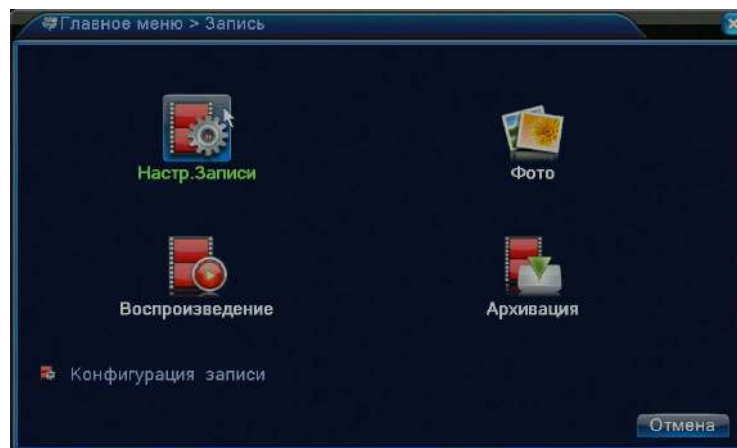 Главное меню > Запись
Настр.Записи
Фото
Воспроизведение
Архивация
Конфигурация записи
Отмена